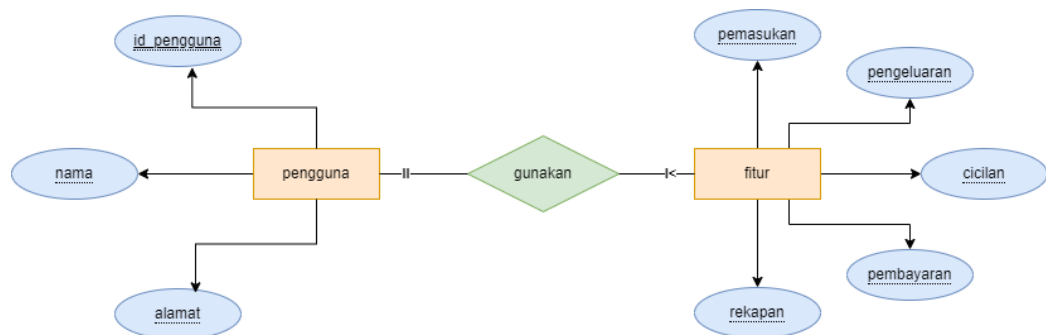 id_pengguna
pemasukan
pengeluaran
nama
pengguna
gunakan
fitur
cicilan
alamat
rekapan
pembayaran